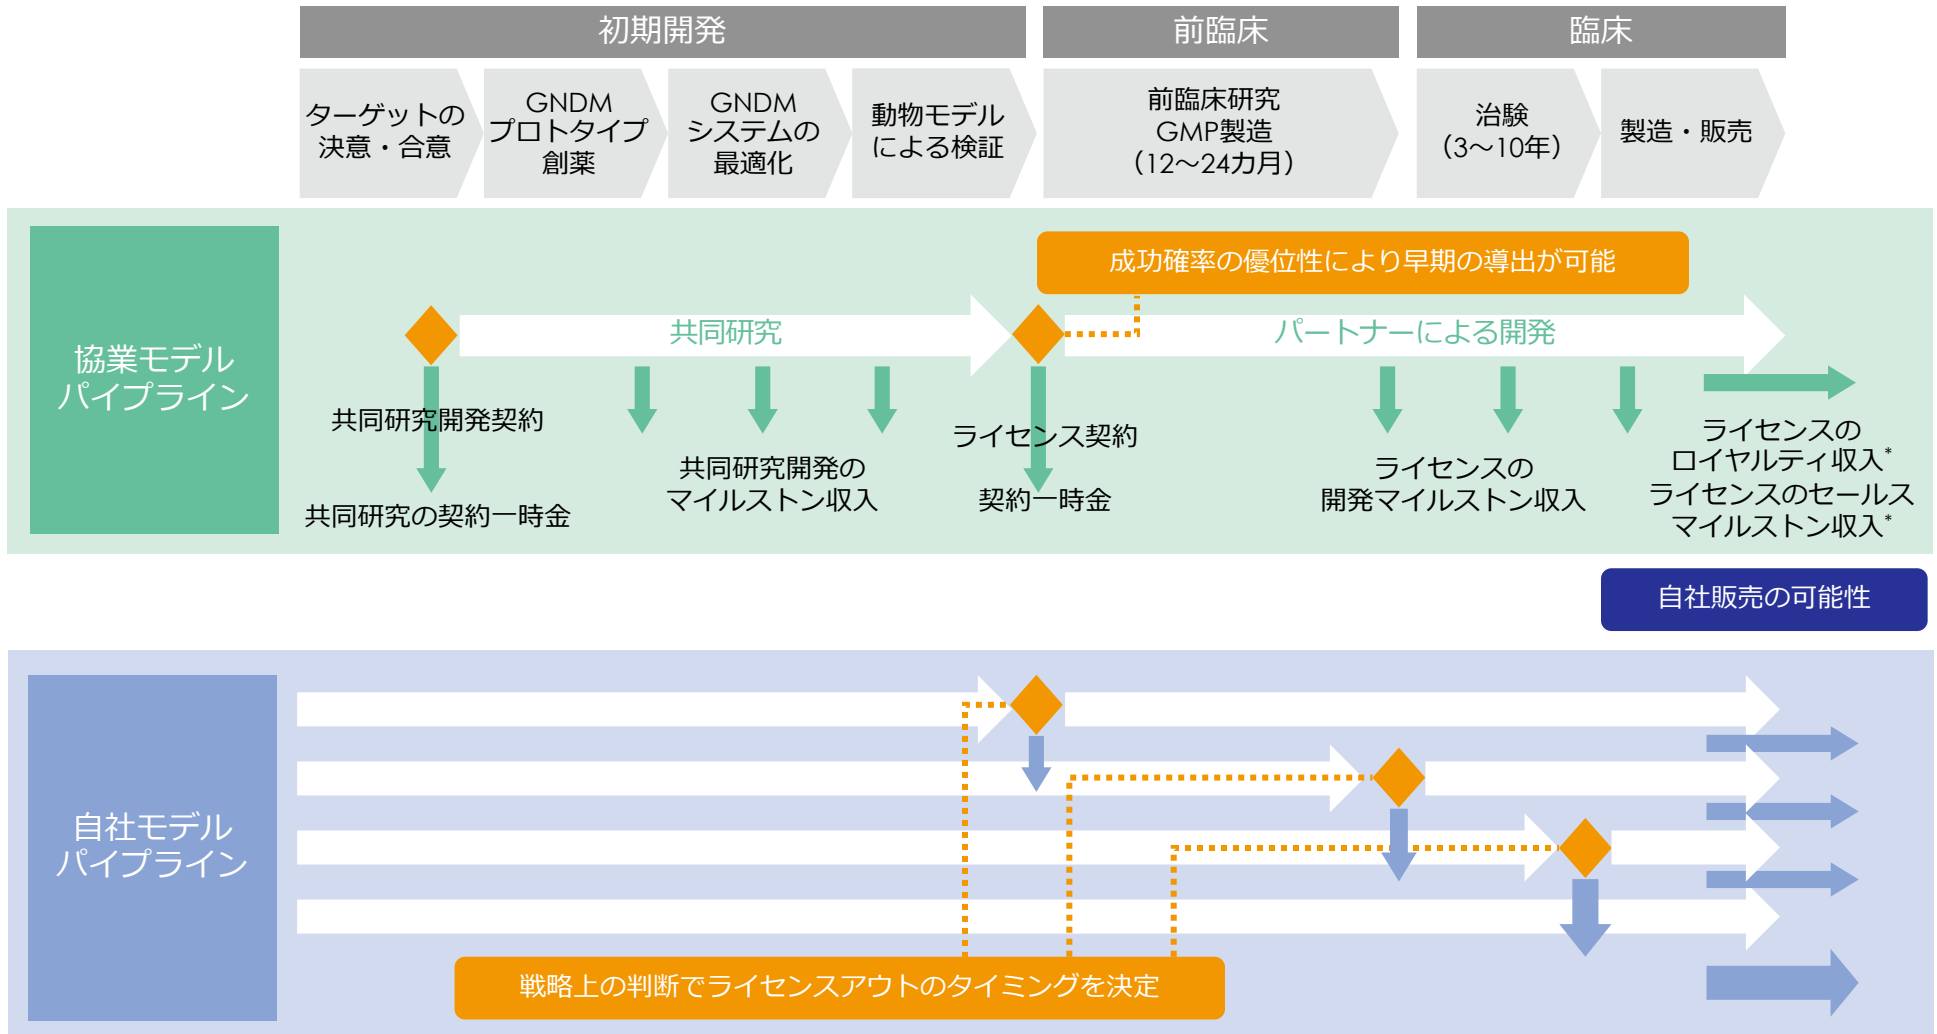 初期開発
前臨床
臨床
ターゲットの
決意・合意
GNDM
プロトタイプ
創薬
GNDM
システムの
最適化
動物モデル
による検証
前臨床研究
GMP製造
（12～24カ月）
治験
（3～10年）
製造・販売
協業モデル
パイプライン
成功確率の優位性により早期の導出が可能
共同研究
パートナーによる開発
共同研究開発契約
共同研究の契約一時金
共同研究開発の
マイルストン収入
ライセンス契約
契約一時金
ライセンスの
開発マイルストン収入
ライセンスの
ロイヤルティ収入*
ライセンスのセールス
マイルストン収入*
自社販売の可能性
自社モデル
パイプライン
戦略上の判断でライセンスアウトのタイミングを決定